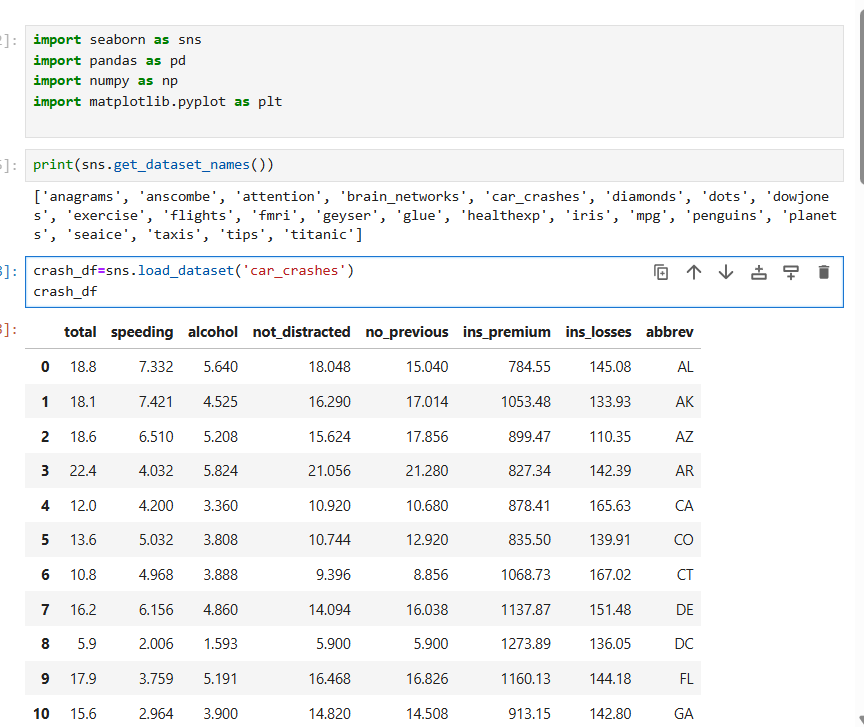 2]:
import seaborn as sns
import pandas as pd
import numpy as np
import matplotlib.pyplot as plt
5]:
print(sns.get_dataset_names())
['anagrams', 'anscombe', 'attention', 'brain_networks', 'car_crashes', 'diamonds', 'dots', 'dowjone
s', 'exercise', 'flights', 'fmri', 'geyser', 'glue', 'healthexp', 'iris', 'mpg', 'penguins', 'planet
s', 'seaice', 'taxis', 'tips', 'titanic']
3]:
crash_df=sns.load_dataset('car_crashes')
crash_df
3]:
total speeding alcohol not_distracted no_previous ins_premium ins_losses abbrev
0 18.8 7.332 5.640 18.048 15.040 784.55 145.08 AL
1 18.1 7.421 4.525 16.290 17.014 1053.48 133.93 AK
2 18.6 6.510 5.208 15.624 17.856 899.47 110.35 AZ
3 22.4 4.032 5.824 21.056 21.280 827.34 142.39 AR
4 12.0 4.200 3.360 10.920 10.680 878.41 165.63 CA
5 13.6 5.032 3.808 10.744 12.920 835.50 139.91 CO
6 10.8 4.968 3.888 9.396 8.856 1068.73 167.02 CT
7 16.2 6.156 4.860 14.094 16.038 1137.87 151.48 DE
8 5.9 2.006 1.593 5.900 5.900 1273.89 136.05 DC
9 17.9 3.759 5.191 16.468 16.826 1160.13 144.18 FL
10 15.6 2.964 3.900 14.820 14.508 913.15 142.80 GA